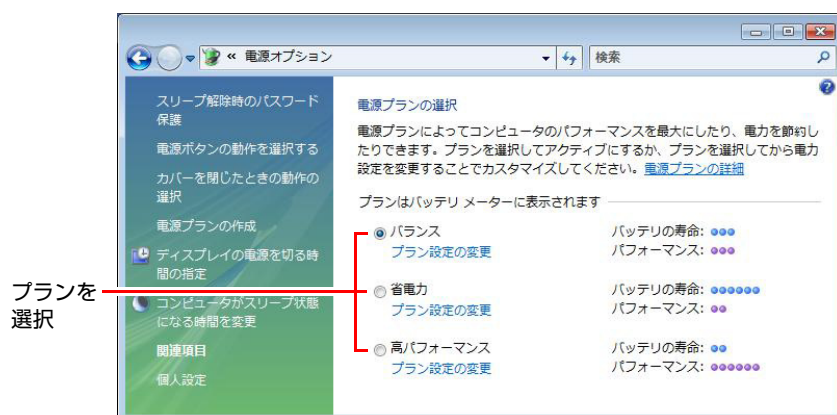 « 電源オプション
検索
スリープ解除時のパスワード
保護
電源ボタンの動作を選択する
カバーを閉じたときの動作の
選択
電源プランの作成
ディスプレイの電源を切る時
間の指定
コンピュータがスリープ状態
になる時間を変更
関連項目
個人設定
プランを
選択
電源プランの選択
電源プランによってコンピュータのパフォーマンスを最大にしたり、電力を節約し
たりできます。プランを選択してアクティブにするか、プランを選択してから電力
設定を変更することでカスタマイズしてください。電源プランの詳細
プランはバッテリ メーターに表示されます
バランス
プラン設定の変更
バッテリの寿命:
パフォーマンス:
省電力
プラン設定の変更
バッテリの寿命:
パフォーマンス:
高パフォーマンス
プラン設定の変更
バッテリの寿命:
パフォーマンス: